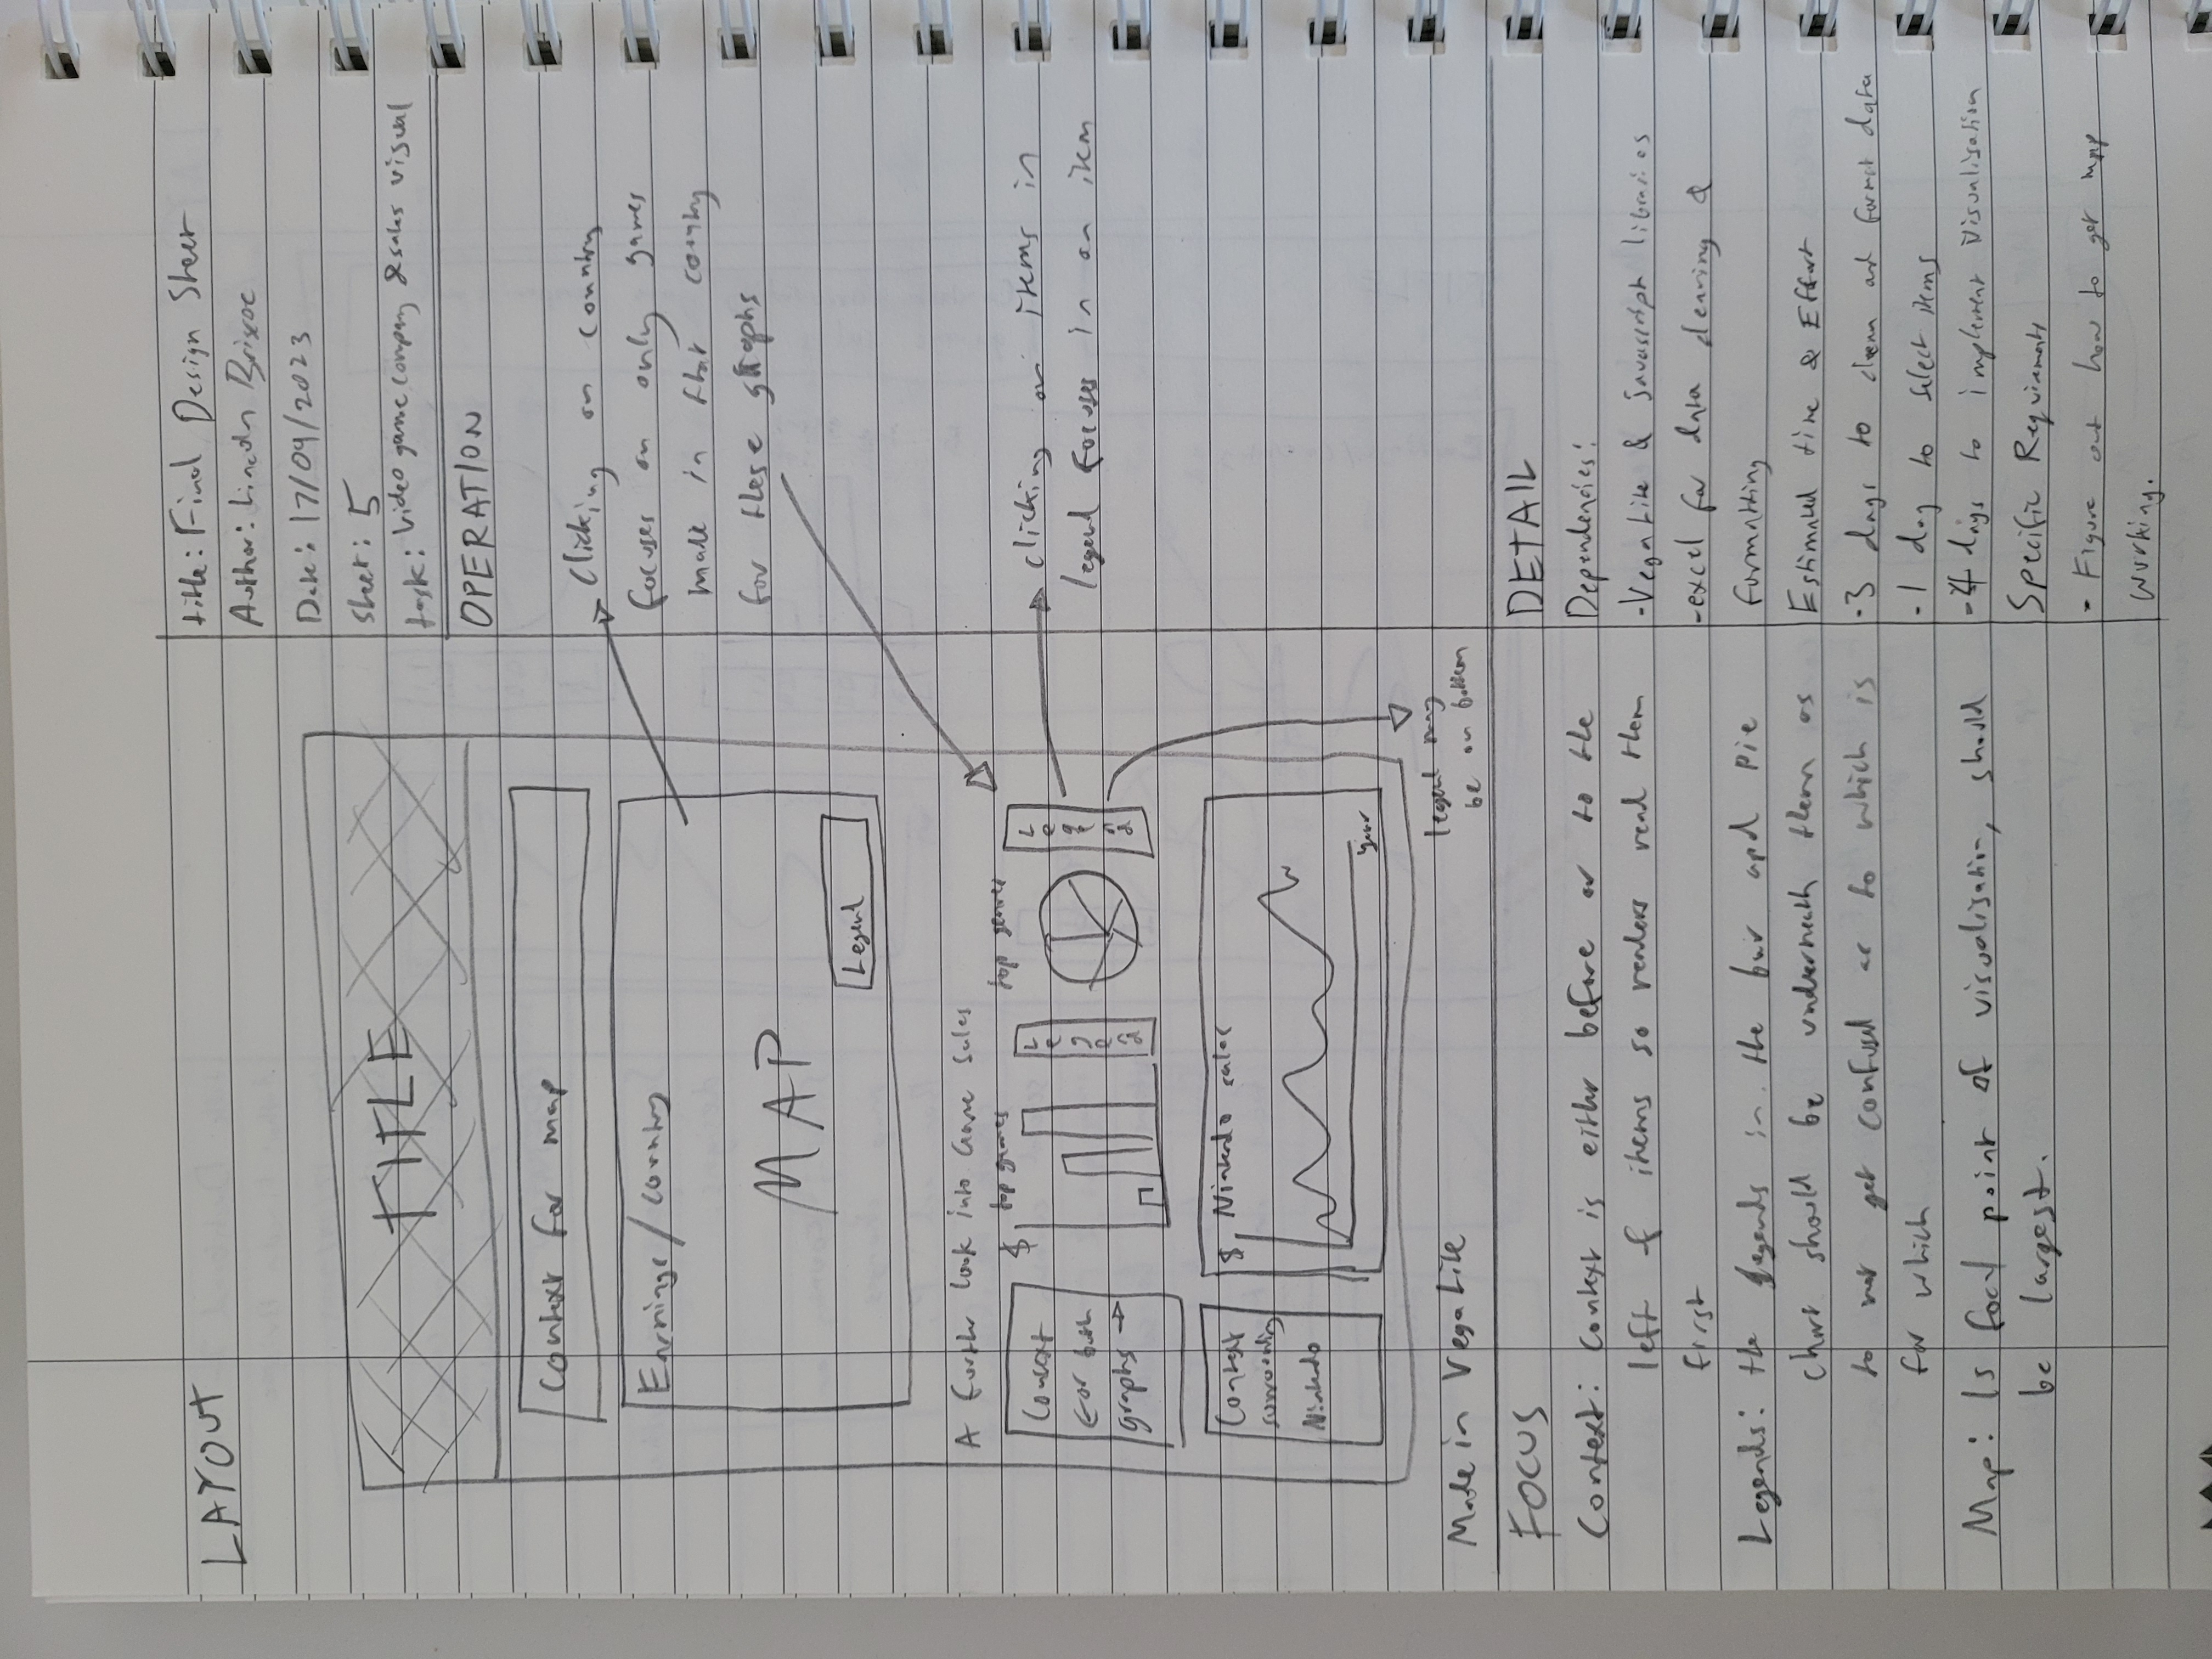 LAYOUT
title: Final Design Sheet
Author: Lincoln Briscoe
Date: 17/09/2023
sheet: 5
task: Video game company & sales visual
TITLE
Context for map
Earnings/country
MAP
Legend
A further look into Game Sales
Context
for both
graphs →
$
top games
Legend
top genres
Legend
Context
surrounding
Nintendo
$ Nintendo sales
year
legend may
be on bottom
Made in Vega Lite
OPERATION
Clicking on country
focuses on only games
made in that country
for these graphs
clicking on items in
legend focuses in on item
FOCUS
Context: Context is either before or to the
left of items so readers read them
first
Legends: the legends in the bar and pie
chart should be underneath them as
to not get confused as to which is
for which
Map: Is focal point of visualisation, should
be largest.
DETAIL
Dependencies:
-Vega Lite & javascript libraries
-excel for data cleaning &
formatting
Estimated time & Effort
-3 days to clean and format data
-1 day to select items
-4 days to implement visualisation
Specific Requirements
- Figure out how to get map
working.